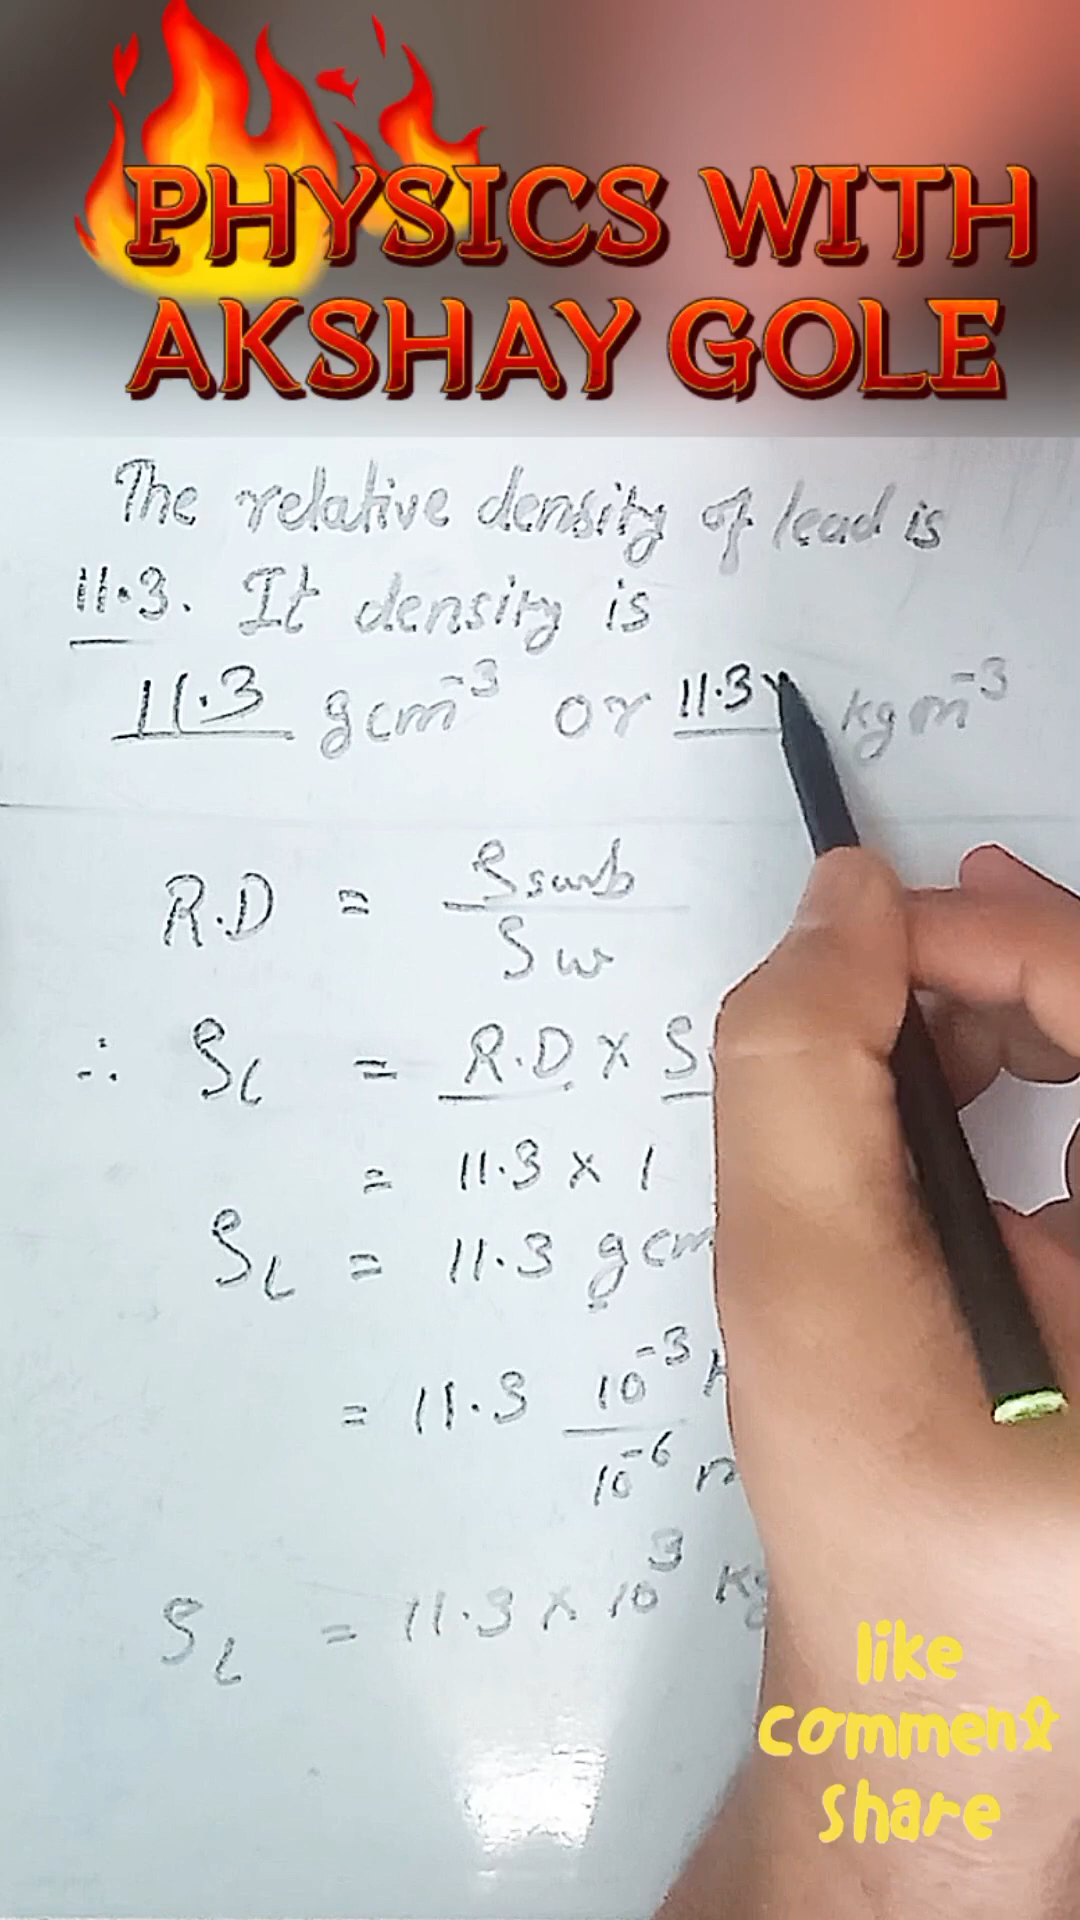 PHYSICS WITH
AKSHAY GOLE
The relative density of lead is
11.3. It density is
11.3 gcm⁻³ or 11.3 kgm⁻³
R.D = ρsub / ρw
∴ ρL = R.D × ρ
= 11.3 × 1
ρL = 11.3 gcm
= 11.3 10⁻³ / 10⁻⁶ m
ρL = 11.3 × 10³ kg
like
comment
share